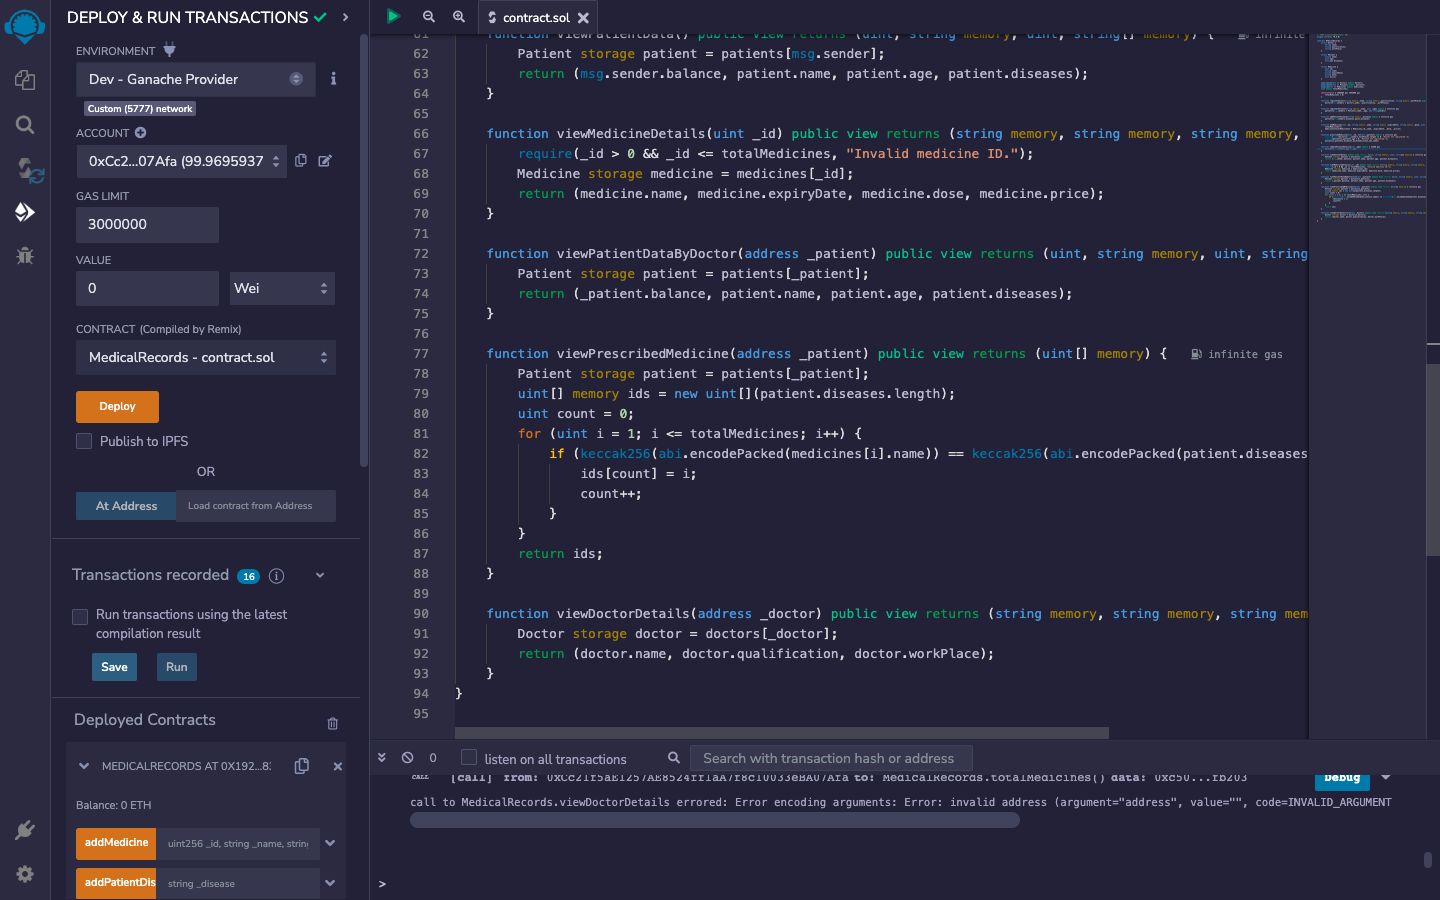 DEPLOY & RUN TRANSACTIONS
ENVIRONMENT
Dev - Ganache Provider
Custom (5777) network
ACCOUNT
0xCc2...07Afa (99.9695937
GAS LIMIT
3000000
VALUE
0
Wei
CONTRACT (Compiled by Remix)
MedicalRecords - contract.sol
Deploy
Publish to IPFS
OR
At Address
Load contract from Address
Transactions recorded 16
Run transactions using the latest
compilation result
Save
Run
Deployed Contracts
MEDICALRECORDS AT 0X192...8
Balance: 0 ETH
addMedicine
uint256 _id, string _name, string
addPatientDis
string _disease
contract.sol
61 function viewPatientData() public view returns (uint, string memory, uint, string[] memory) { infinite
62 Patient storage patient = patients[msg.sender];
63 return (msg.sender.balance, patient.name, patient.age, patient.diseases);
64 }
65
66 function viewMedicineDetails(uint _id) public view returns (string memory, string memory, string memory,
67 require(_id > 0 && _id <= totalMedicines, "Invalid medicine ID.");
68 Medicine storage medicine = medicines[_id];
69 return (medicine.name, medicine.expiryDate, medicine.dose, medicine.price);
70 }
71
72 function viewPatientDataByDoctor(address _patient) public view returns (uint, string memory, uint, string
73 Patient storage patient = patients[_patient];
74 return (_patient.balance, patient.name, patient.age, patient.diseases);
75 }
76
77 function viewPrescribedMedicine(address _patient) public view returns (uint[] memory) { infinite gas
78 Patient storage patient = patients[_patient];
79 uint[] memory ids = new uint[](patient.diseases.length);
80 uint count = 0;
81 for (uint i = 1; i <= totalMedicines; i++) {
82 if (keccak256(abi.encodePacked(medicines[i].name)) == keccak256(abi.encodePacked(patient.diseases
83 ids[count] = i;
84 count++;
85 }
86 }
87 return ids;
88 }
89
90 function viewDoctorDetails(address _doctor) public view returns (string memory, string memory, string mem
91 Doctor storage doctor = doctors[_doctor];
92 return (doctor.name, doctor.qualification, doctor.workPlace);
93 }
94 }
95
0
listen on all transactions
Search with transaction hash or address
call [call] from: 0xCc21f5aE1257AE8524ff1aA7f8c10033eBA07Afa to: MedicalRecords.totalMedicines() data: 0xc50...fb203
Debug
call to MedicalRecords.viewDoctorDetails errored: Error encoding arguments: Error: invalid address (argument="address", value="", code=INVALID_ARGUMENT
>